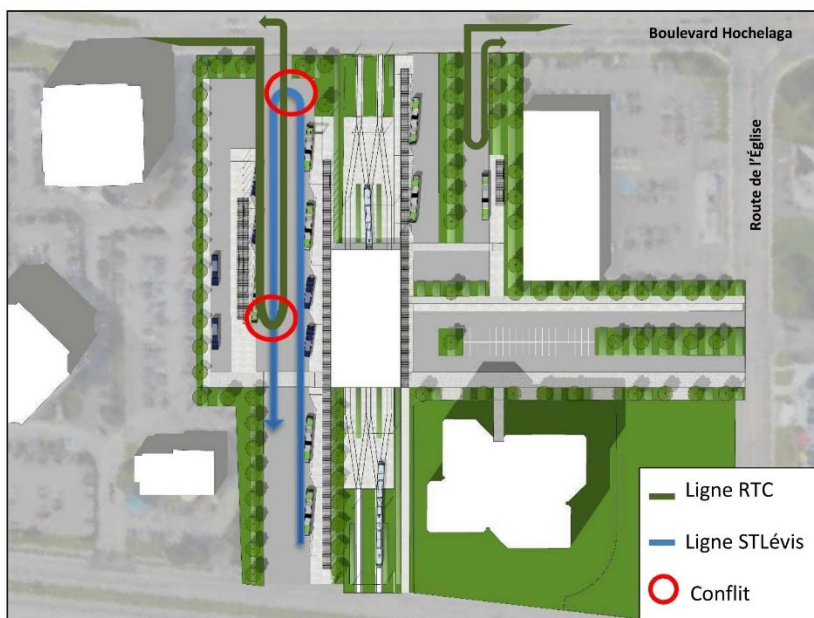 Boulevard Hochelaga
Route de l'Église
Ligne RTC
Ligne STLévis
Conflit